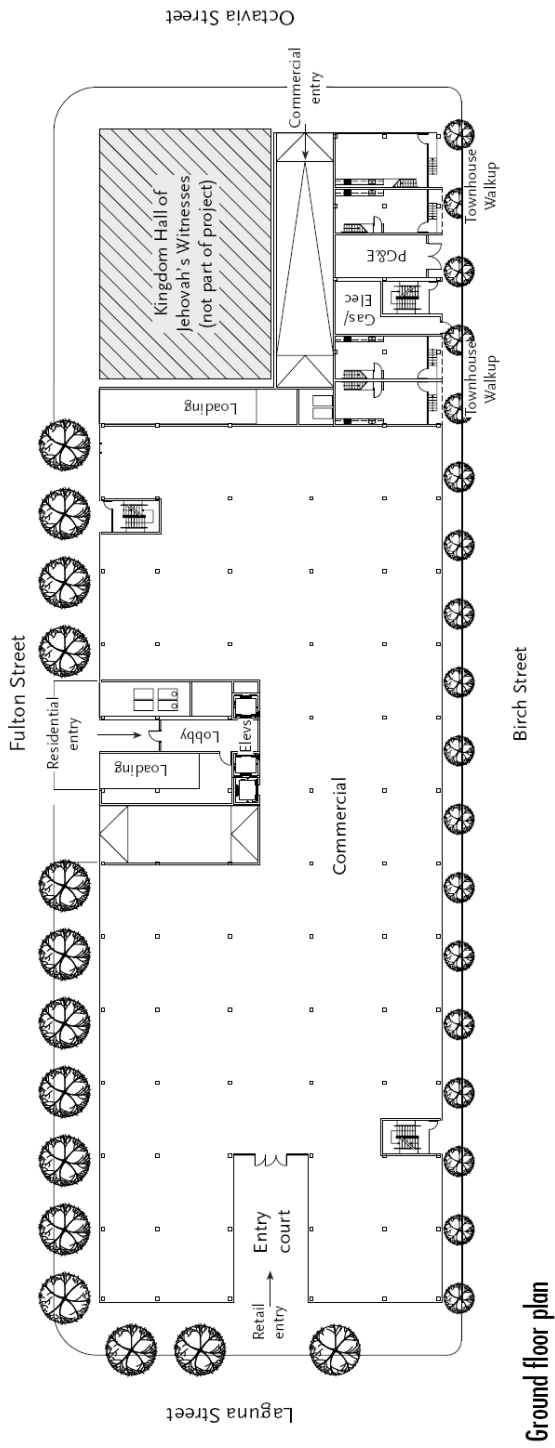 Octavia Street
Commercial
entry
Kingdom Hall of
Jehovah's Witnesses
(not part of project)
Townhouse
Walkup
PG&E
Gas/
Elec
Townhouse
Walkup
Loading
Fulton Street
Residential
entry
Lobby
Elevs
Loading
Commercial
Birch Street
Entry
court
Retail
entry
Laguna Street
Ground floor plan